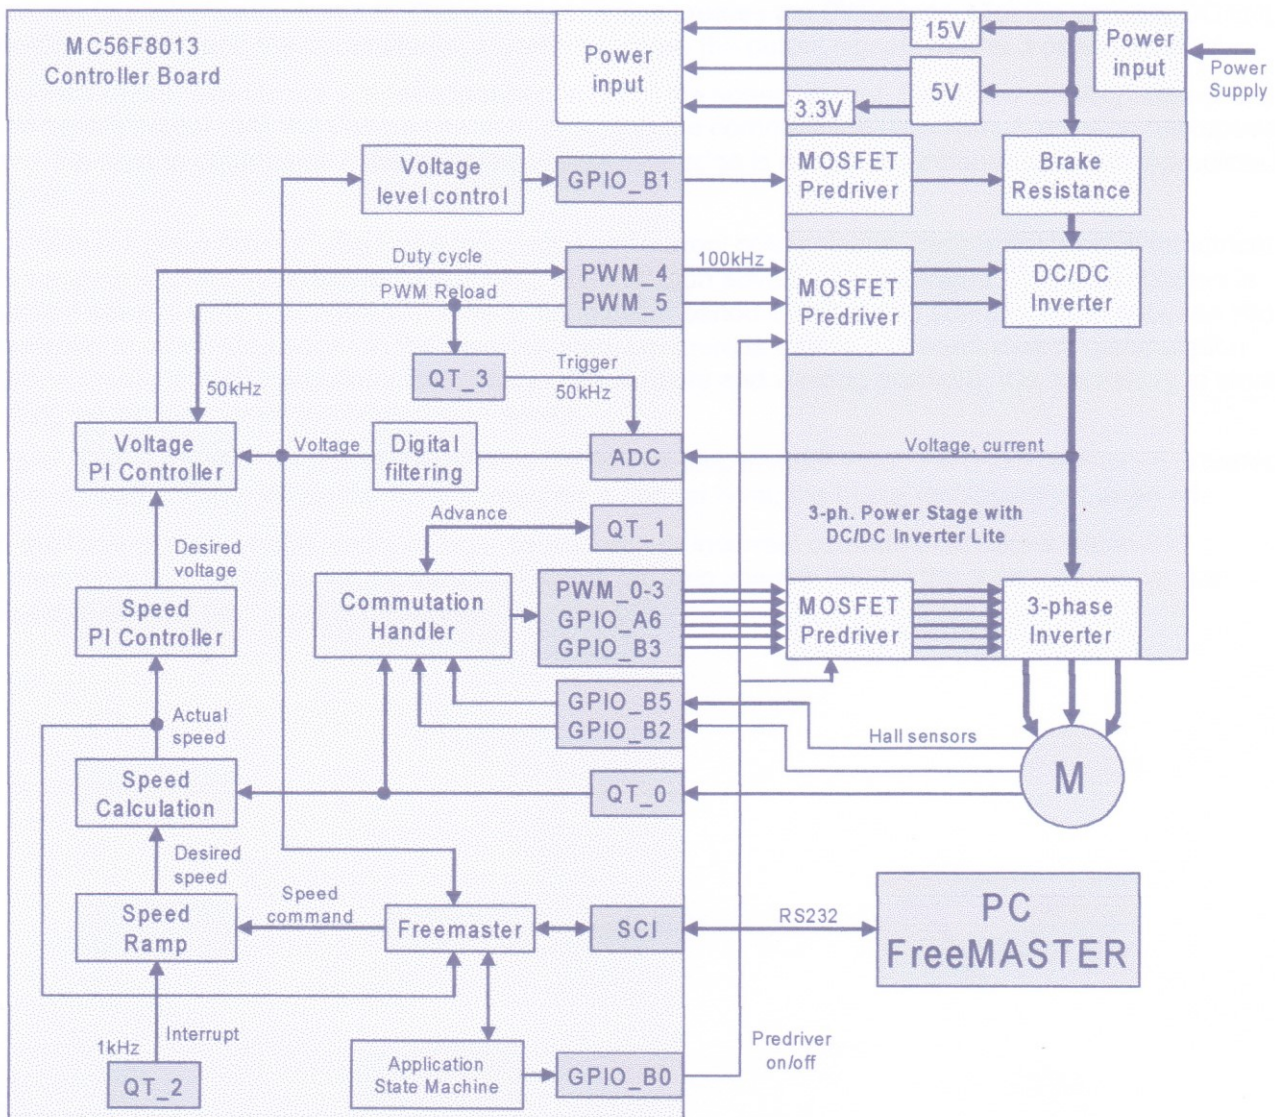 MC56F8013
Controller Board
Power
input
15V
5V
3.3V
Power
input
Power
Supply
Voltage
level control
GPIO_B1
MOSFET
Predriver
Brake
Resistance
Duty cycle
PWM Reload
PWM_4
PWM_5
100kHz
MOSFET
Predriver
DC/DC
Inverter
50kHz
QT_3
Trigger
50kHz
Voltage
PI Controller
Voltage
Digital
filtering
ADC
Voltage, current
Advance
QT_1
3-ph. Power Stage with
DC/DC Inverter Lite
Desired
voltage
Speed
PI Controller
Commutation
Handler
PWM_0-3
GPIO_A6
GPIO_B3
MOSFET
Predriver
3-phase
Inverter
Actual
speed
GPIO_B5
GPIO_B2
Hall sensors
Speed
Calculation
QT_0
M
Desired
speed
Speed
Ramp
Speed
command
Freemaster
SCI
RS232
PC
FreeMASTER
1kHz
Interrupt
QT_2
Application
State Machine
GPIO_B0
Predriver
on/off